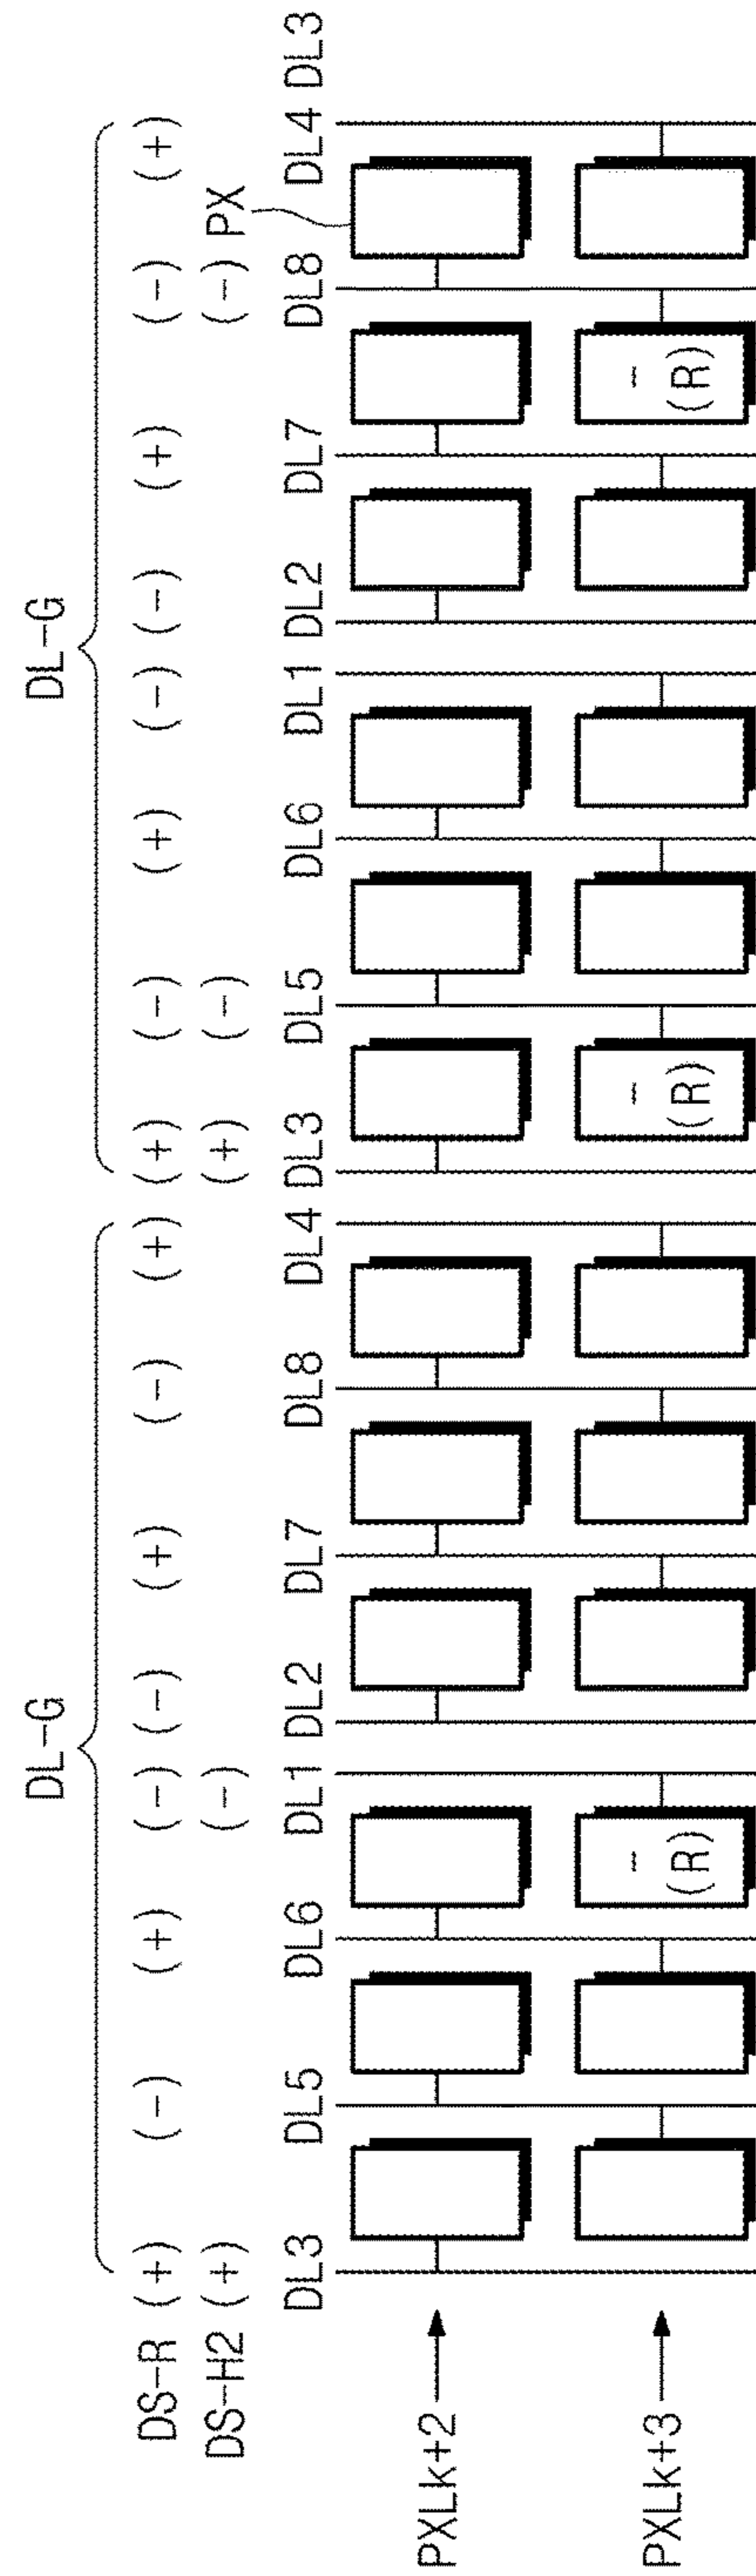 DL-G DL-G
DS-R (+) (-) (+) (-) (-) (+) (-) (+) (+) (-) (+) (-) (-) (+) (-) (+)
DS-H2 (+) (-) (+) (-) (-) PX
DL3 DL5 DL6 DL1 DL2 DL7 DL8 DL4 DL3 DL5 DL6 DL1 DL2 DL7 DL8 DL4 DL3
PXLk+2
- - -
PXLk+3
(R) (R) (R)